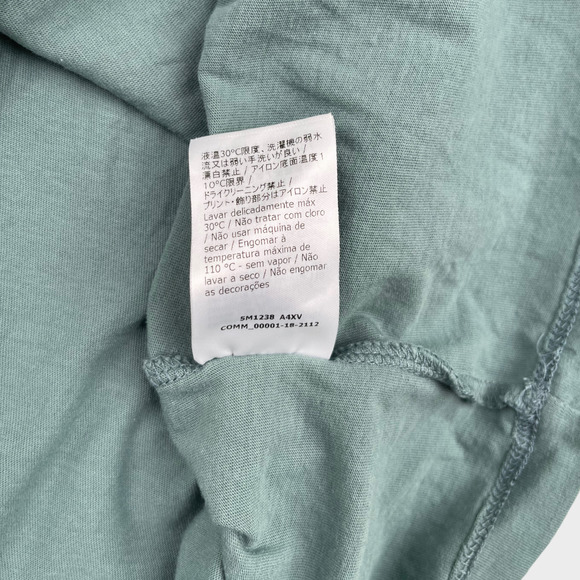 液温30℃限度、洗濯機の弱水
流又は弱い手洗いが良い /
漂白禁止 / アイロン底面温度1
10℃限界 /
ドライクリーニング禁止 /
プリント・飾り部分はアイロン禁止
Lavar delicadamente máx
30°C / Não tratar com cloro
/ Não usar máquina de
secar / Engomar à
temperatura máxima de
110 °C - sem vapor / Não
lavar a seco / Não engomar
as decorações
5M1238 A4XV
COMM_00001-18-2112